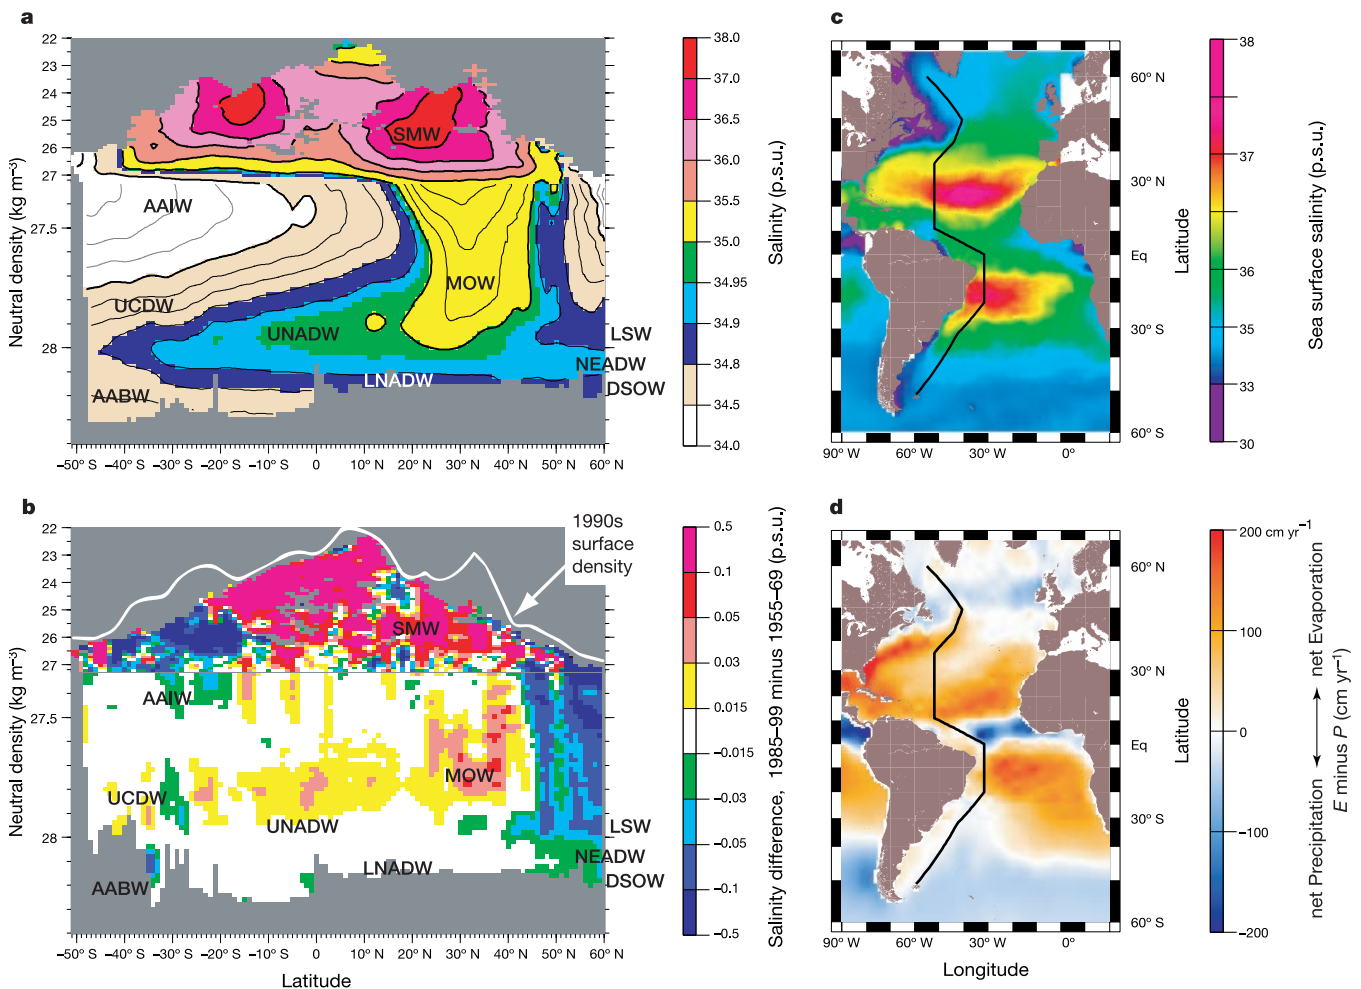 a
22
23
24
25
26
27
27.5
28
Neutral density (kg m⁻³)
SMW
AAIW
UCDW
MOW
UNADW
LNADW
AABW
LSW
NEADW
DSOW
−50° S −40° S −30° S −20° S −10° S 0 10° N 20° N 30° N 40° N 50° N 60° N
38.0
37.0
36.5
36.0
35.5
35.0
34.95
34.9
34.8
34.5
34.0
Salinity (p.s.u.)
b
22
23
24
25
26
27
27.5
28
Neutral density (kg m⁻³)
1990s
surface
density
SMW
AAIW
MOW
UCDW
UNADW
LNADW
AABW
LSW
NEADW
DSOW
−50° S −40° S −30° S −20° S −10° S 0 10° N 20° N 30° N 40° N 50° N 60° N
Latitude
0.5
0.1
0.05
0.03
0.015
−0.015
−0.03
−0.05
−0.1
−0.5
Salinity difference, 1985–99 minus 1955–69 (p.s.u.)
c
60° N
30° N
Eq
30° S
60° S
90° W 60° W 30° W 0°
Latitude
38
37
36
35
33
30
Sea surface salinity (p.s.u.)
d
60° N
30° N
Eq
30° S
60° S
90° W 60° W 30° W 0°
Longitude
Latitude
200 cm yr⁻¹
100
0
−100
−200
net Precipitation net Evaporation
E minus P (cm yr⁻¹)